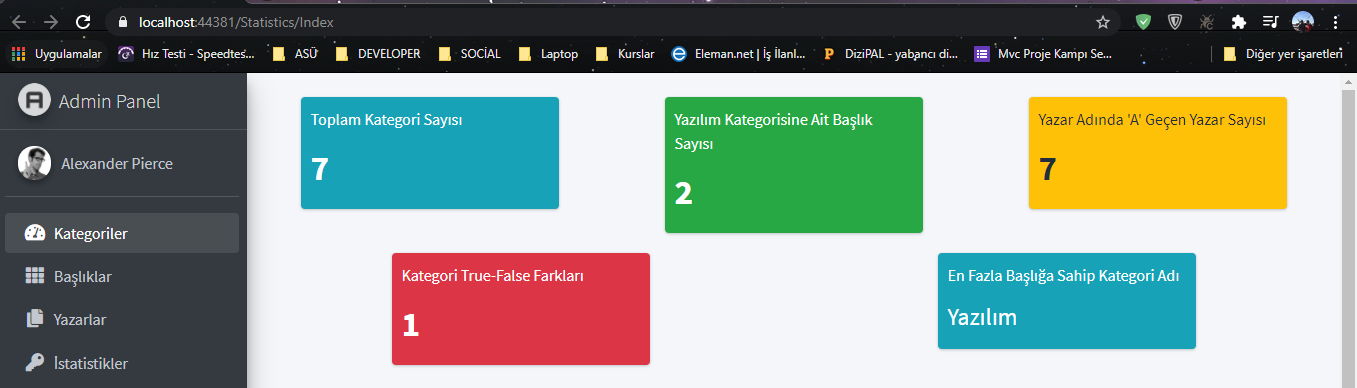 localhost:44381/Statistics/Index
Uygulamalar
Hız Testi - Speedtes...
ASÜ
DEVELOPER
SOCİAL
Laptop
Kurslar
Eleman.net | İş İlanl...
DiziPAL - yabancı di...
Mvc Proje Kampı Se...
Diğer yer işaretleri
Admin Panel
Alexander Pierce
Kategoriler
Başlıklar
Yazarlar
İstatistikler
Toplam Kategori Sayısı
7
Yazılım Kategorisine Ait Başlık
Sayısı
2
Yazar Adında 'A' Geçen Yazar Sayısı
7
Kategori True-False Farkları
1
En Fazla Başlığa Sahip Kategori Adı
Yazılım